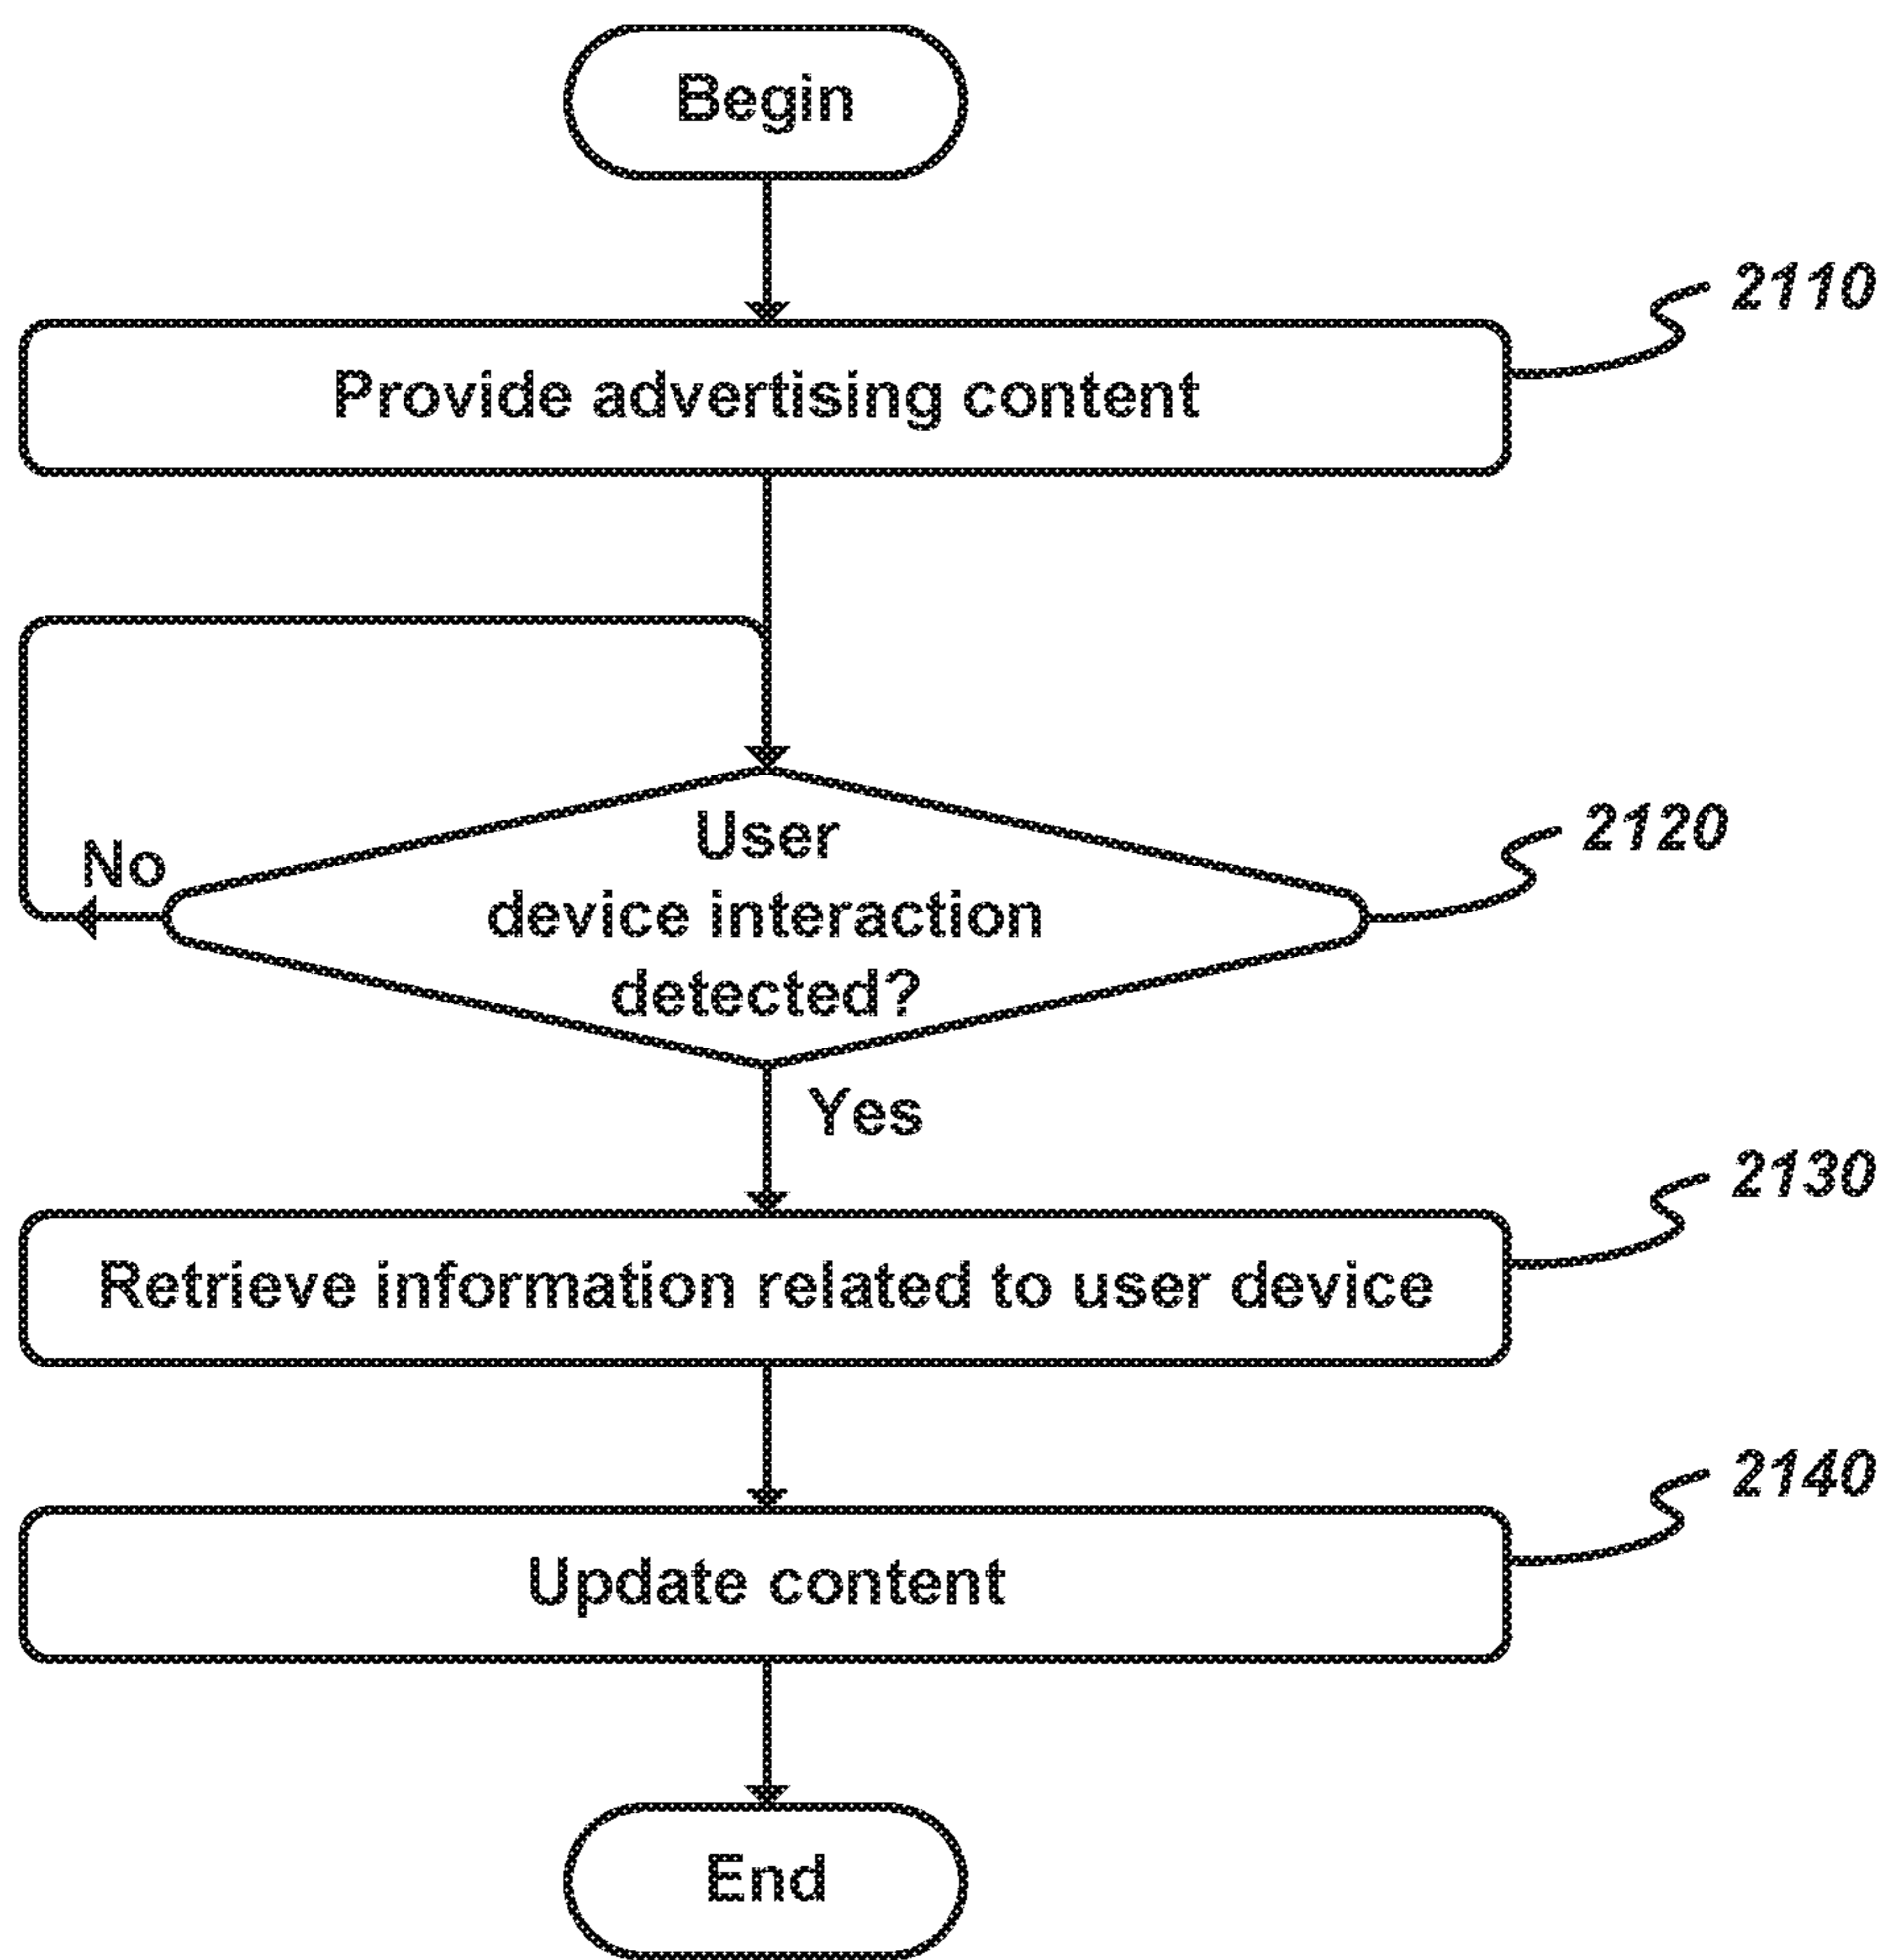 Begin
2110
Provide advertising content
2120
User
No
device interaction
detected?
Yes
2130
Retrieve information related to user device
2140
Update content
End